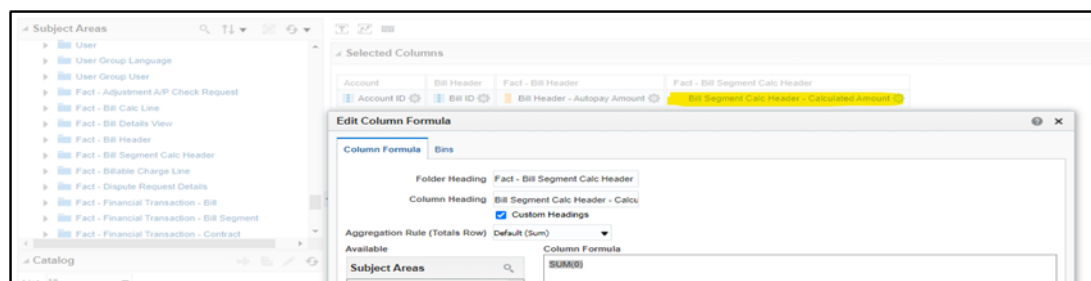 Subject Areas
User
User Group Language
User Group User
Fact - Adjustment A/P Check Request
Fact - Bill Calc Line
Fact - Bill Details View
Fact - Bill Header
Fact - Bill Segment Calc Header
Fact - Billable Charge Line
Fact - Dispute Request Details
Fact - Financial Transaction - Bill
Fact - Financial Transaction - Bill Segment
Fact - Financial Transaction - Contract
Catalog
Selected Columns
Account Bill Header Fact - Bill Header Fact - Bill Segment Calc Header
Account ID Bill ID Bill Header - Autopay Amount Bill Segment Calc Header - Calculated Amount
Edit Column Formula
Column Formula Bins
Folder Heading Fact - Bill Segment Calc Header
Column Heading Bill Segment Calc Header - Calcu
Custom Headings
Aggregation Rule (Totals Row) Default (Sum)
Available Column Formula
Subject Areas SUM(0)